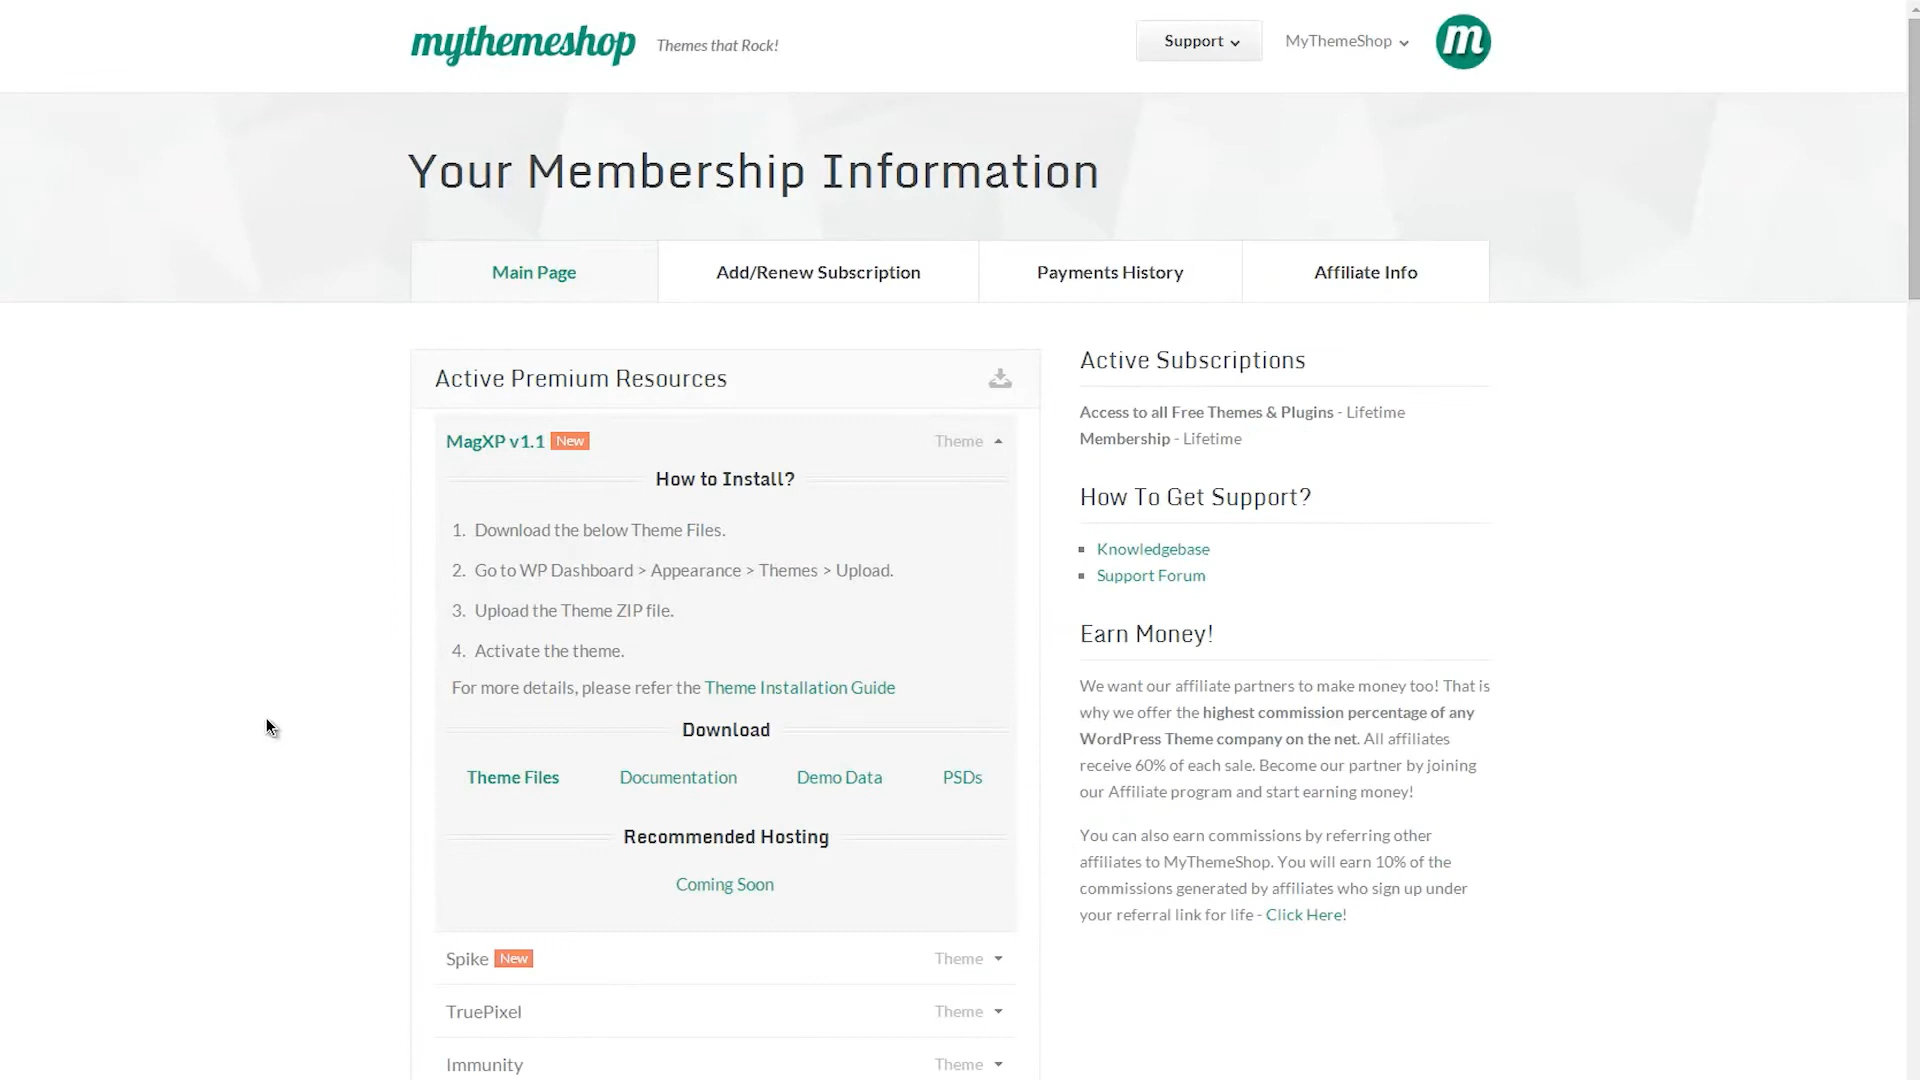 mythemeshop
Themes that Rock!
Support
MyThemeShop
m
Your Membership Information
Main Page
Add/Renew Subscription
Payments History
Affiliate Info
Active Premium Resources
MagXP v1.1 New
Theme
How to Install?
1. Download the below Theme Files.
2. Go to WP Dashboard > Appearance > Themes > Upload.
3. Upload the Theme ZIP file.
4. Activate the theme.
For more details, please refer the Theme Installation Guide
Download
Theme Files
Documentation
Demo Data
PSDs
Recommended Hosting
Coming Soon
Spike New
Theme
TruePixel
Theme
Immunity
Theme
Active Subscriptions
Access to all Free Themes & Plugins - Lifetime
Membership - Lifetime
How To Get Support?
Knowledgebase
Support Forum
Earn Money!
We want our affiliate partners to make money too! That is
why we offer the highest commission percentage of any
WordPress Theme company on the net. All affiliates
receive 60% of each sale. Become our partner by joining
our Affiliate program and start earning money!
You can also earn commissions by referring other
affiliates to MyThemeShop. You will earn 10% of the
commissions generated by affiliates who sign up under
your referral link for life - Click Here!